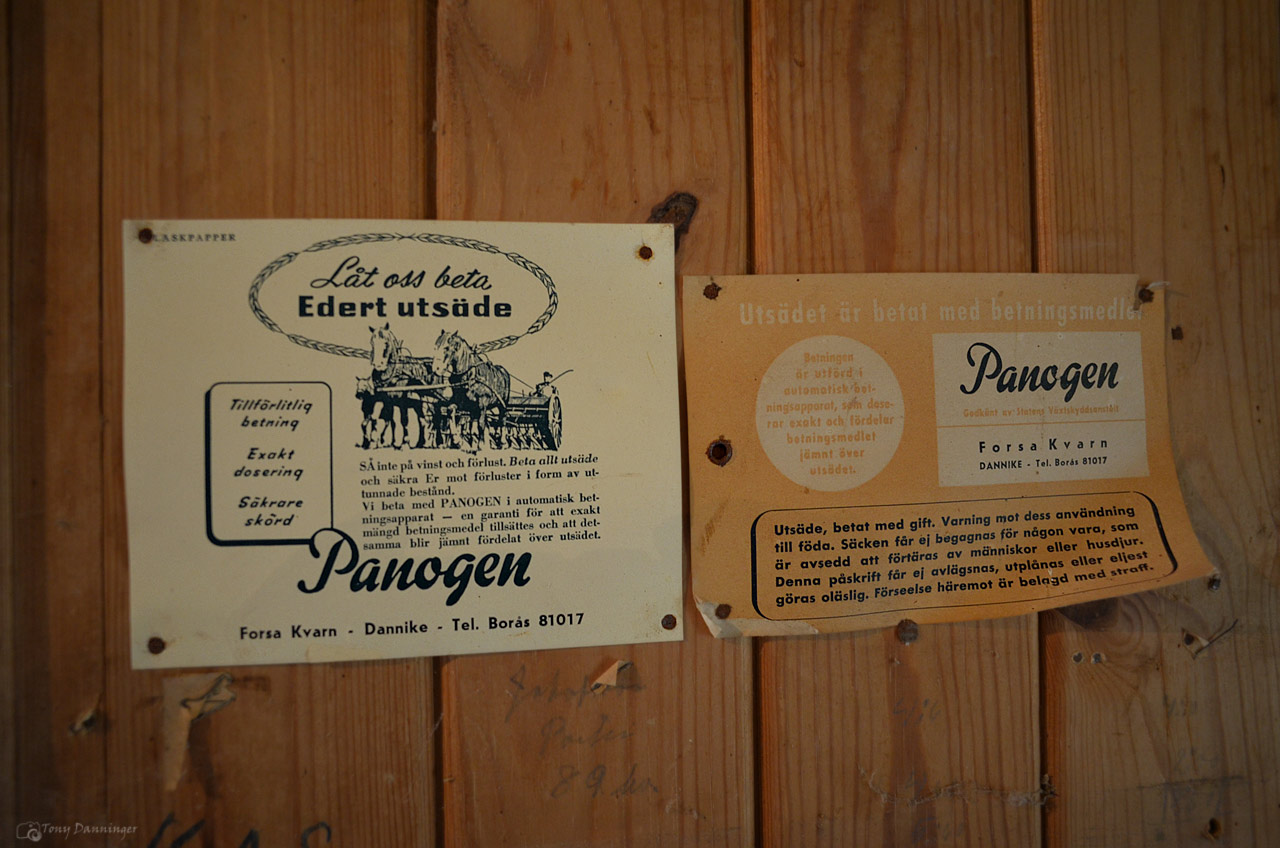 LÄSKPAPPER
Låt oss beta
Edert utsäde
Tillförlitlig
betning
Exakt
dosering
Säkrare
skörd
SÅ inte på vinst och förlust. Beta allt utsäde
och säkra Er mot förluster i form av ut-
tunnade bestånd.
Vi beta med PANOGEN i automatisk bet-
ningsapparat — en garanti för att exakt
mängd betningsmedel tillsättes och att det-
samma blir jämnt fördelat över utsädet.
Panogen
Forsa Kvarn - Dannike - Tel. Borås 81017
Utsädet är betat med betningsmedlet
Betningen
är utförd i
automatisk bet-
ningsapparat, som dose-
rar exakt och fördelar
betningsmedlet
jämnt över
utsädet.
Panogen
Godkänt av Statens Växtskyddsanstalt
Forsa Kvarn
DANNIKE - Tel. Borås 81017
Utsäde, betat med gift. Varning mot dess användning
till föda. Säcken får ej begagnas för någon vara, som
är avsedd att förtäras av människor eller husdjur.
Denna påskrift får ej avlägsnas, utplånas eller eljest
göras oläslig. Förseelse häremot är belagd med straff.
Tony Danninger